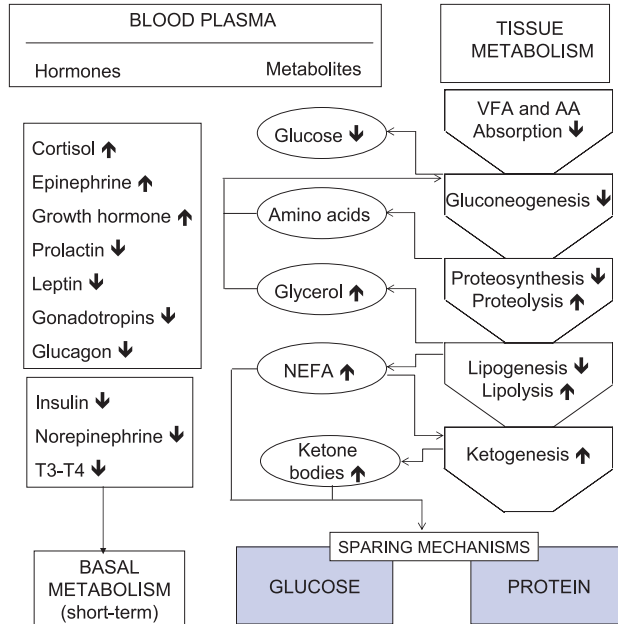 BLOOD PLASMA
Hormones Metabolites
TISSUE
METABOLISM
Cortisol ↑
Epinephrine ↑
Growth hormone ↑
Prolactin ↓
Leptin ↓
Gonadotropins ↓
Glucagon ↓
Insulin ↓
Norepinephrine ↓
T3-T4 ↓
BASAL
METABOLISM
(short-term)
Glucose ↓
Amino acids
Glycerol ↑
NEFA ↑
Ketone
bodies ↑
VFA and AA
Absorption ↓
Gluconeogenesis ↓
Proteosynthesis ↓
Proteolysis ↑
Lipogenesis ↓
Lipolysis ↑
Ketogenesis ↑
SPARING MECHANISMS
GLUCOSE
PROTEIN